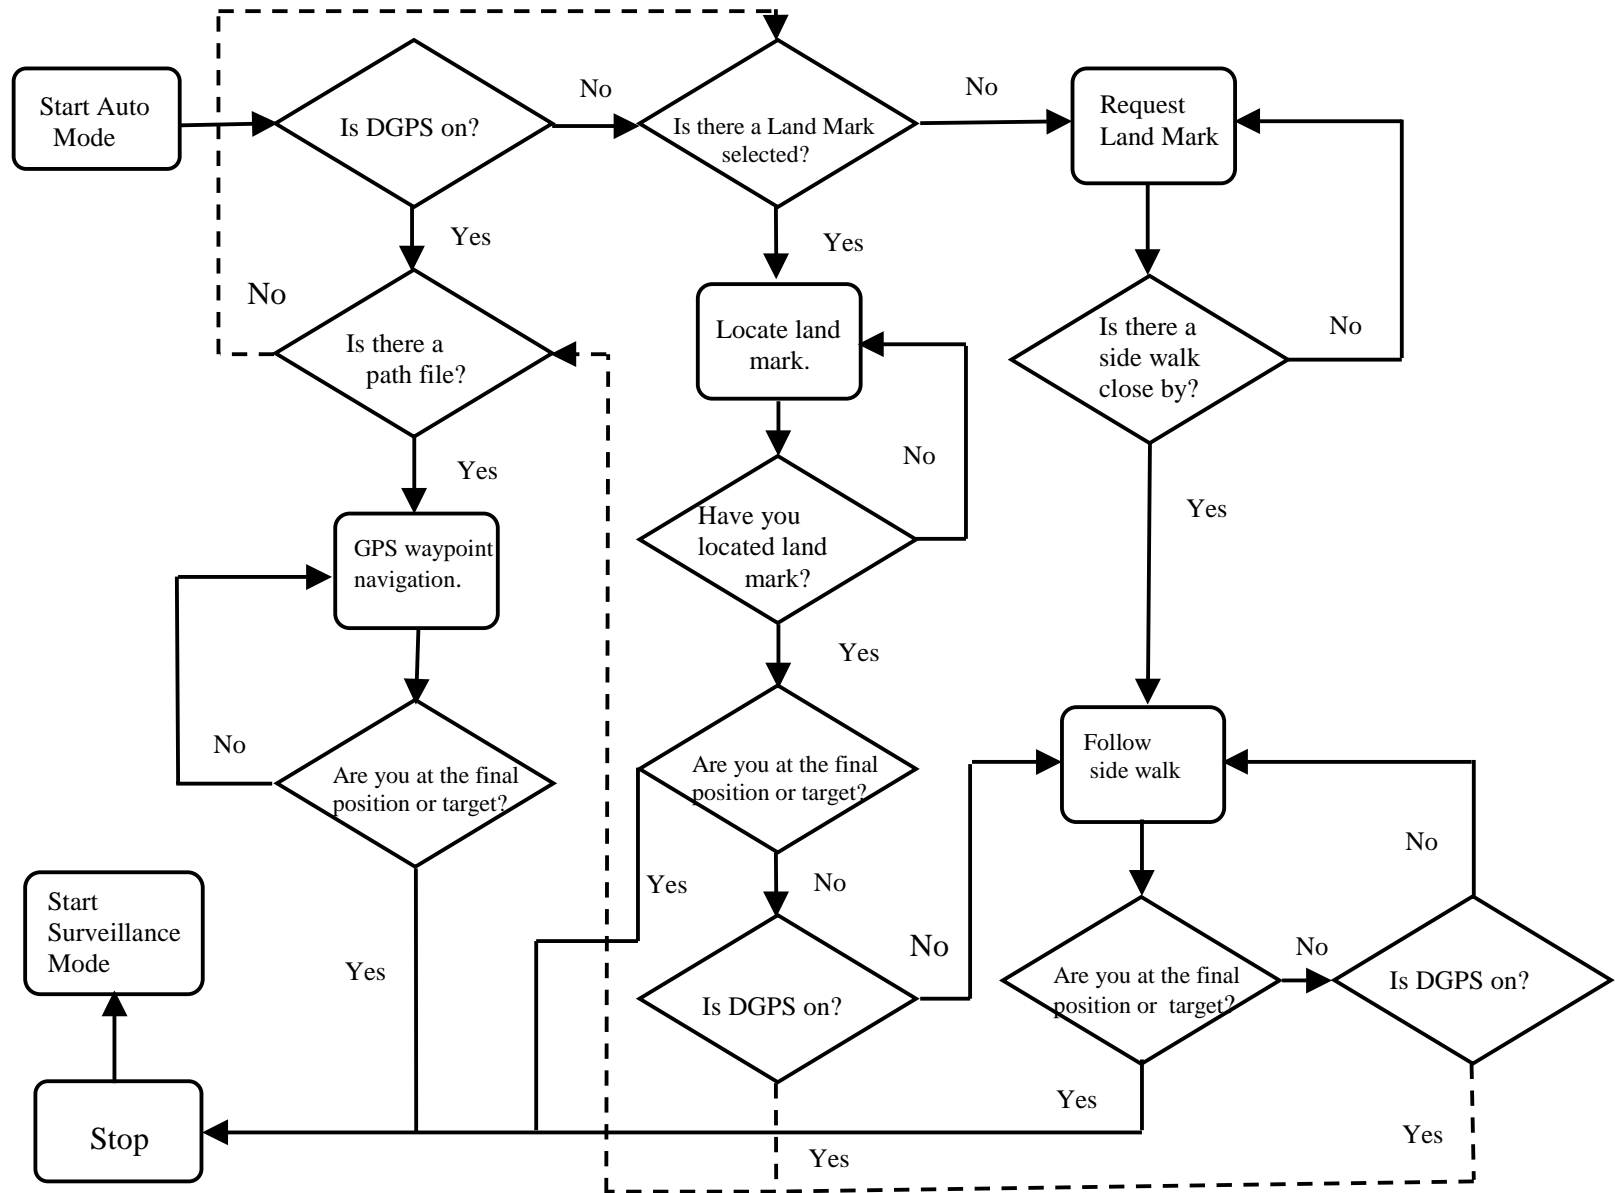 Start Auto
Mode
Is DGPS on?
No
Is there a Land Mark
selected?
No
Request
Land Mark
Yes
Yes
No
Is there a
path file?
Locate land
mark.
Is there a
side walk
close by?
No
Yes
No
Yes
GPS waypoint
navigation.
Have you
located land
mark?
Yes
No
Are you at the final
position or target?
Are you at the final
position or target?
Follow
side walk
No
Yes
No
Start
Surveillance
Mode
Yes
No
Is DGPS on?
Are you at the final
position or target?
No
Is DGPS on?
Stop
Yes
Yes
Yes